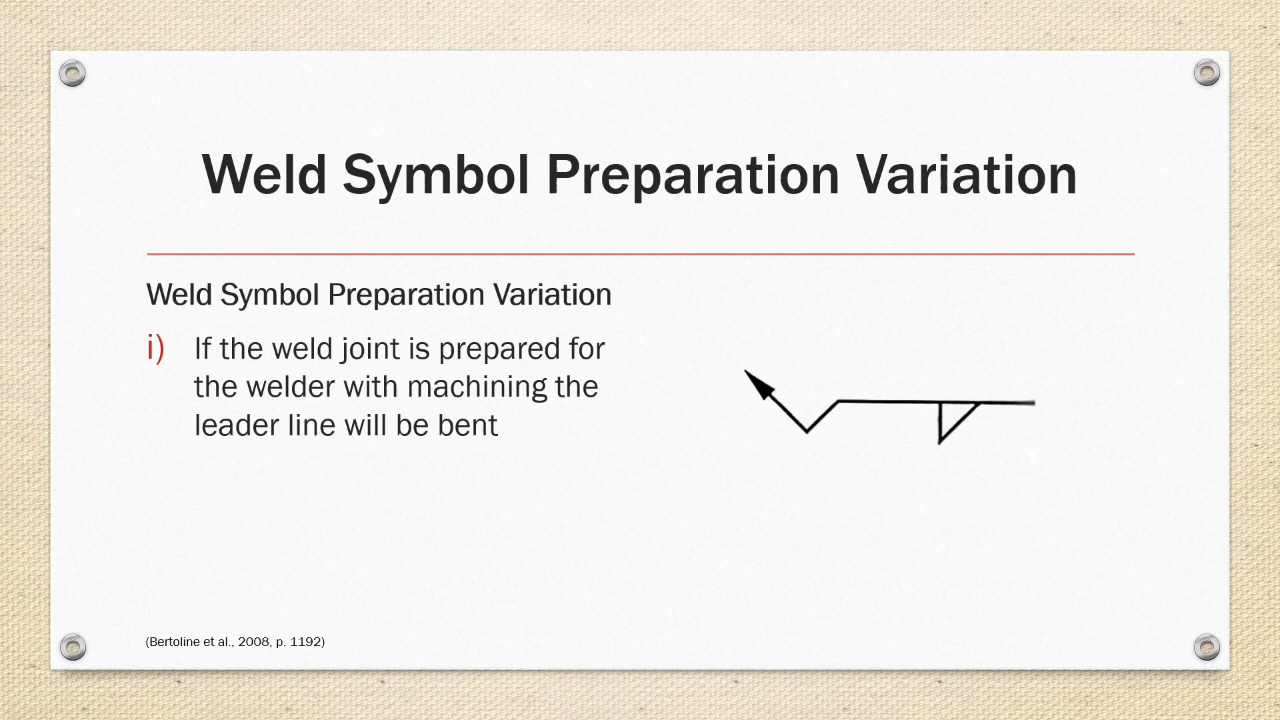 Weld Symbol Preparation Variation
Weld Symbol Preparation Variation
i) If the weld joint is prepared for
the welder with machining the
leader line will be bent
(Bertoline et al., 2008, p. 1192)